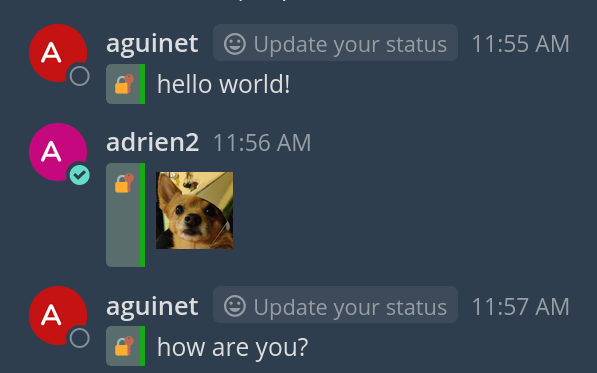 A aguinet Update your status 11:55 AM
hello world!
A adrien2 11:56 AM
A aguinet Update your status 11:57 AM
how are you?